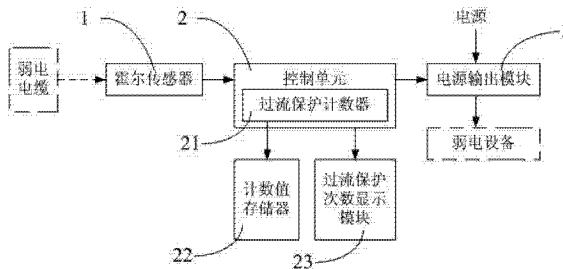 1
2
电源
弱电
电缆
霍尔传感器
控制单元
过流保护计数器
电源输出模块
21
弱电设备
计数值
存储器
过流保护
次数显示
模块
22
23